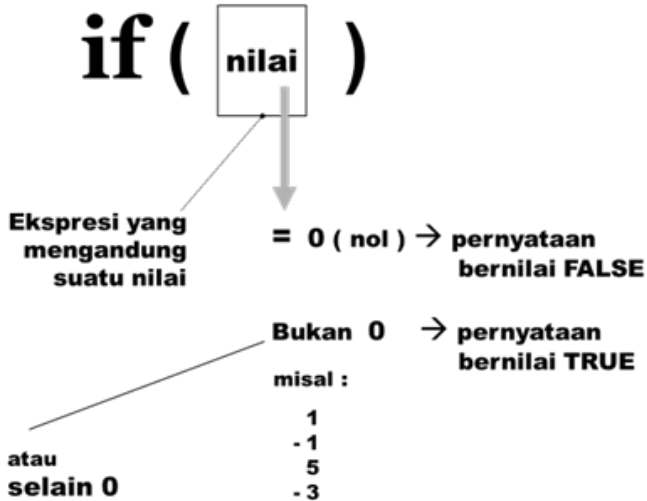 if ( nilai )
Ekspresi yang
mengandung
suatu nilai
= 0 ( nol ) → pernyataan
bernilai FALSE
Bukan 0 → pernyataan
bernilai TRUE
misal :
1
- 1
5
- 3
atau
selain 0